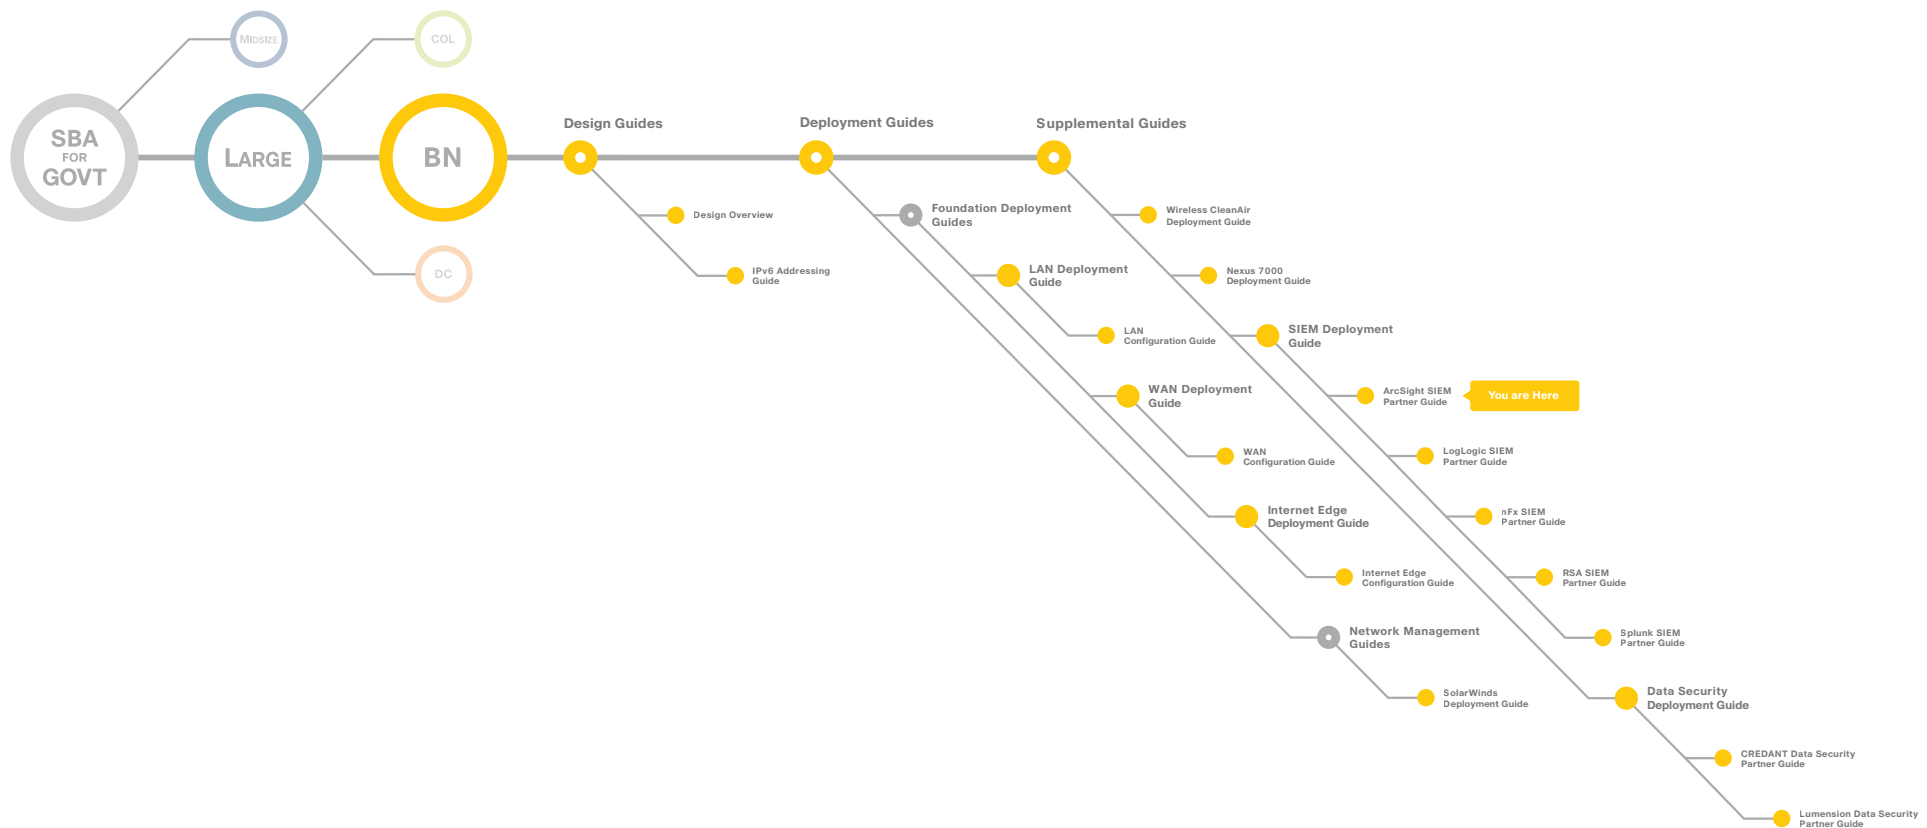 MIDSIZE
COL
SBA
FOR
GOVT
LARGE
BN
DC
Design Guides
Design Overview
IPv6 Addressing
Guide
Deployment Guides
Foundation Deployment
Guides
LAN Deployment
Guide
LAN
Configuration Guide
WAN Deployment
Guide
WAN
Configuration Guide
Internet Edge
Deployment Guide
Internet Edge
Configuration Guide
Network Management
Guides
SolarWinds
Deployment Guide
Supplemental Guides
Wireless CleanAir
Deployment Guide
Nexus 7000
Deployment Guide
SIEM Deployment
Guide
ArcSight SIEM
Partner Guide
You are Here
LogLogic SIEM
Partner Guide
nFx SIEM
Partner Guide
RSA SIEM
Partner Guide
Splunk SIEM
Partner Guide
Data Security
Deployment Guide
CREDANT Data Security
Partner Guide
Lumension Data Security
Partner Guide